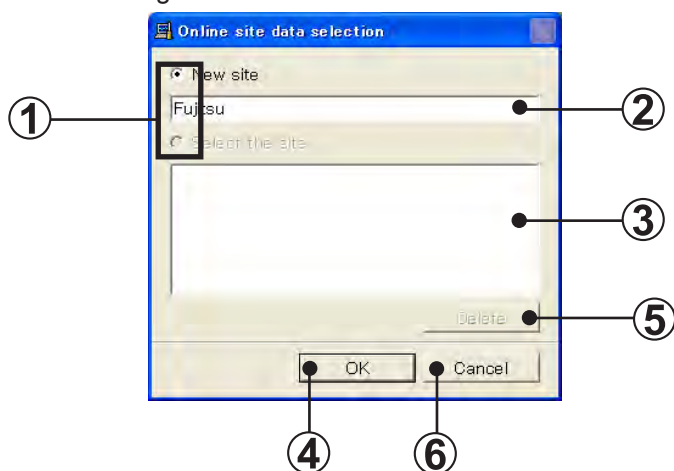 Online site data selection
New site
Fujitsu
Select the site
Delete
OK
Cancel
1
2
3
4
5
6